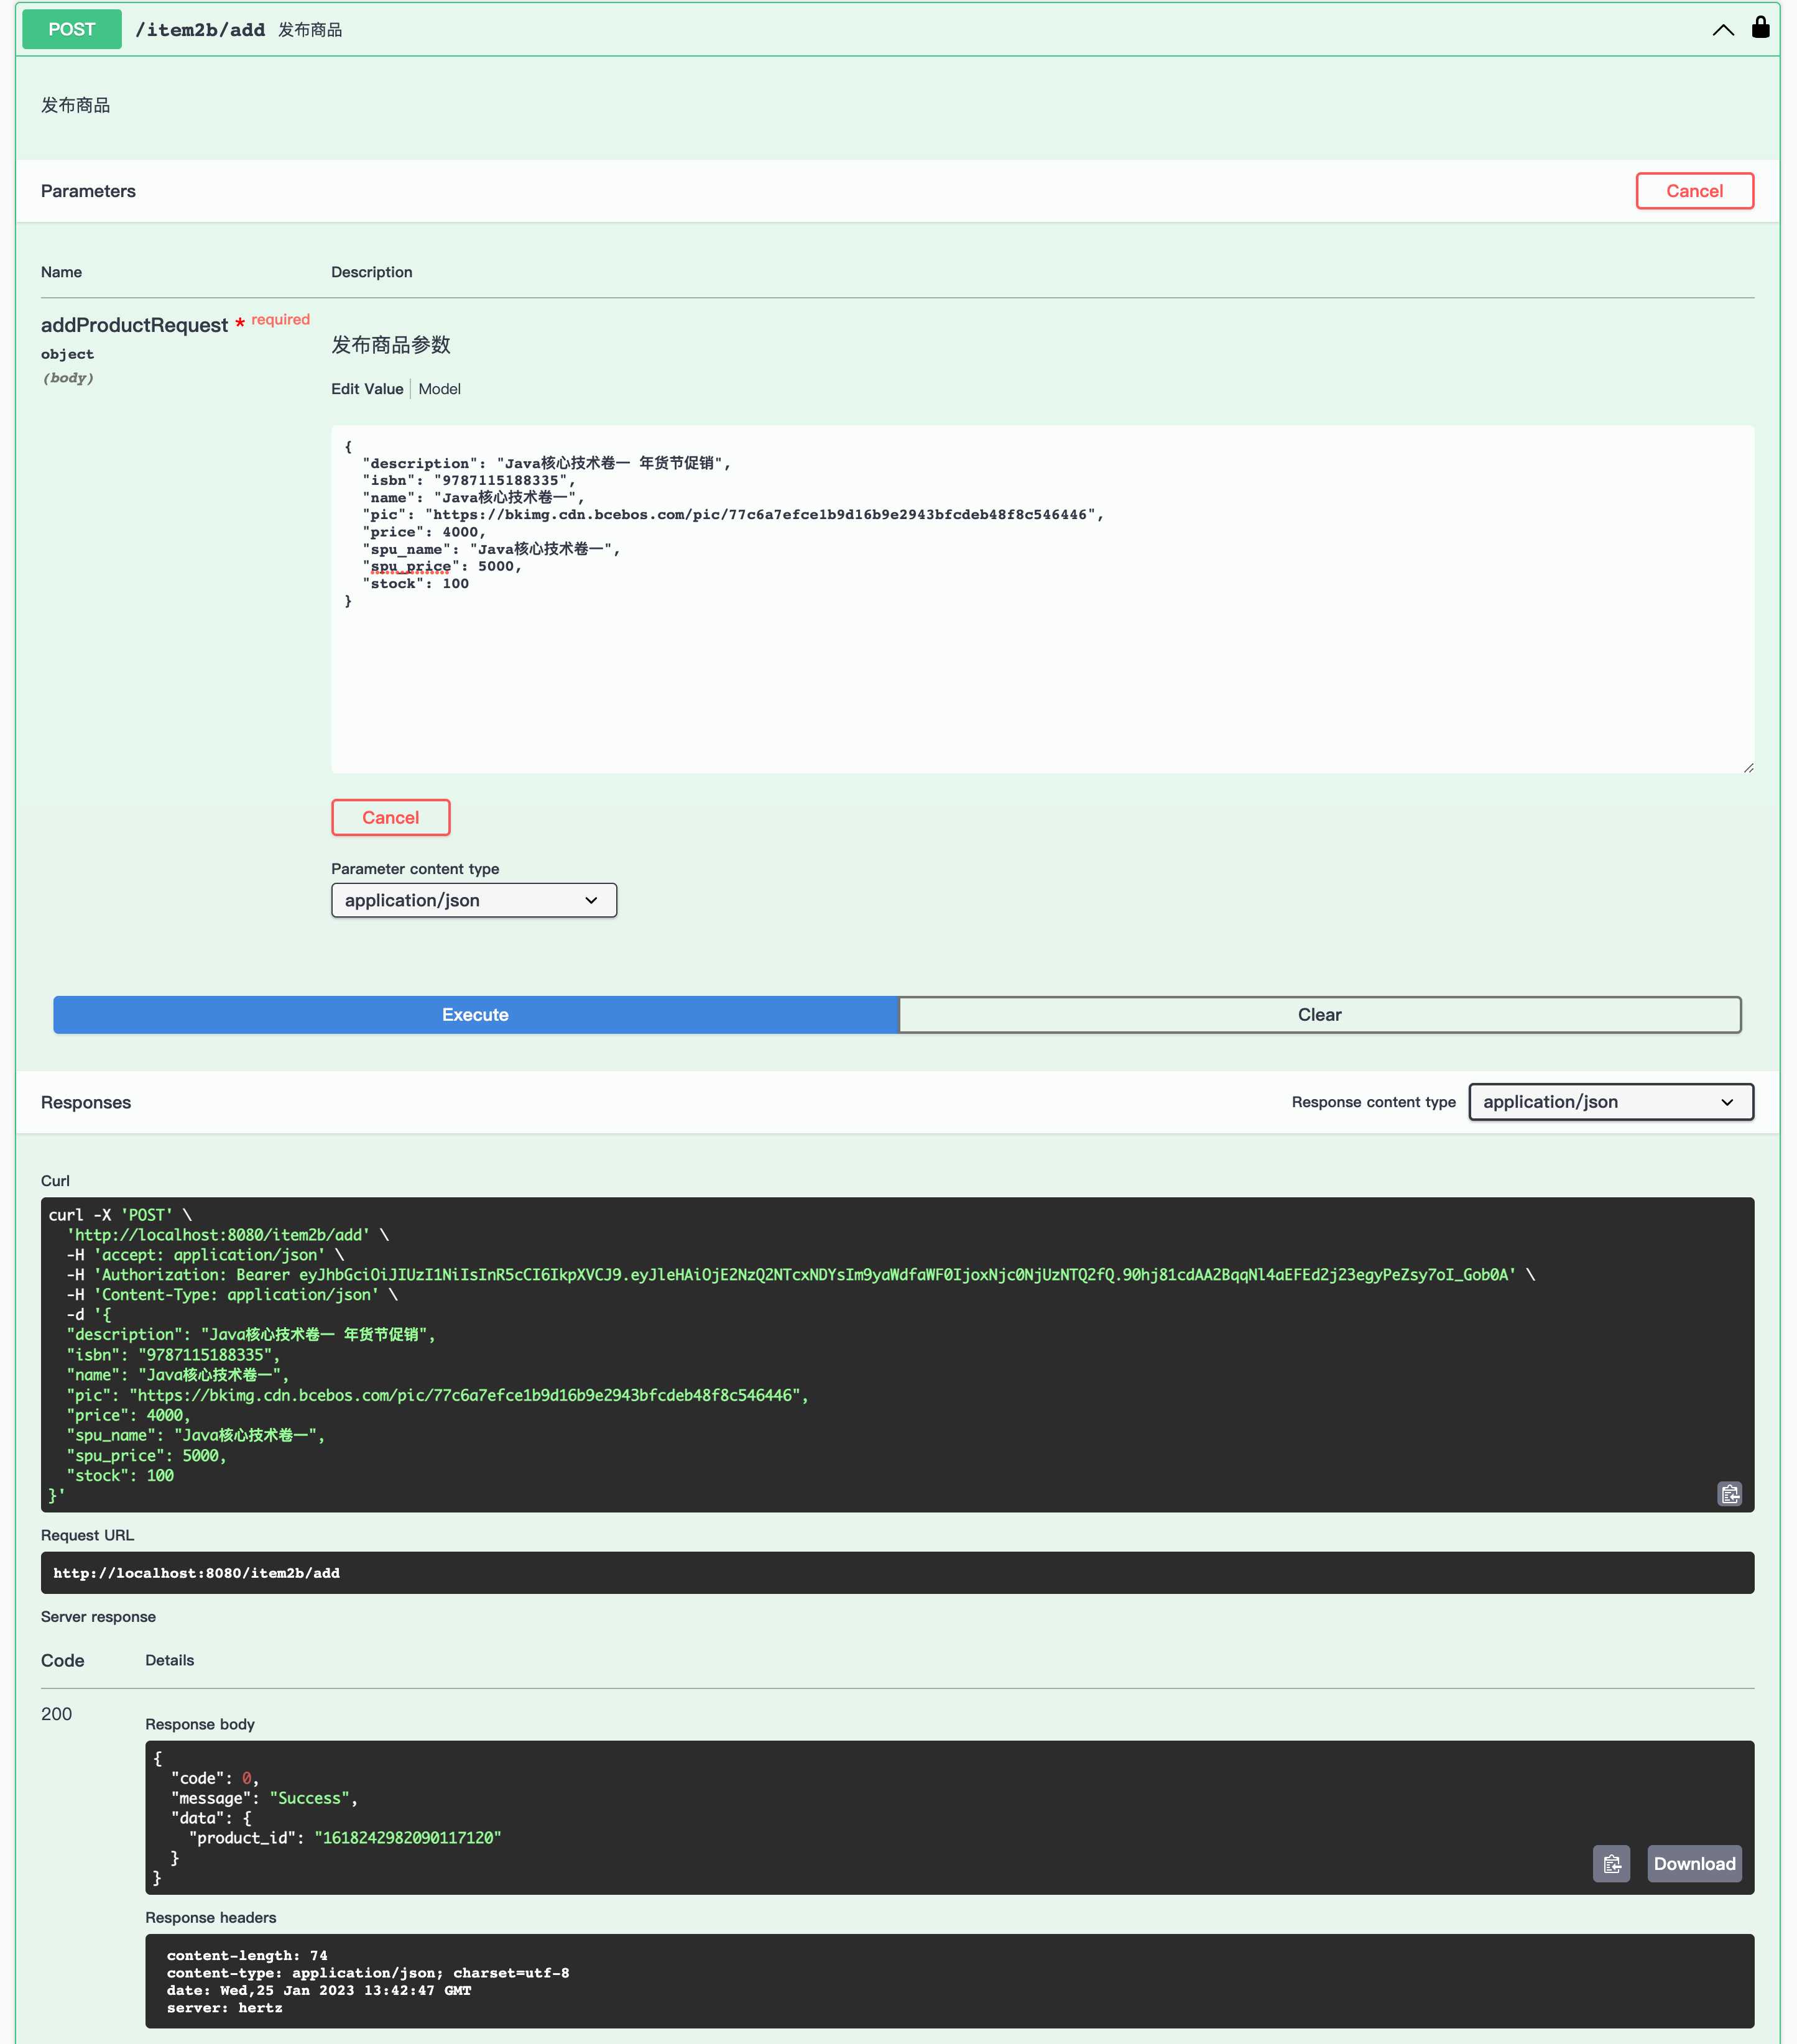 POST /item2b/add 发布商品
发布商品
Parameters
Cancel
Name Description
addProductRequest * required
object
(body)
发布商品参数
Edit Value Model
{
"description": "Java核心技术卷一 年货节促销",
"isbn": "9787115188335",
"name": "Java核心技术卷一",
"pic": "https://bkimg.cdn.bcebos.com/pic/77c6a7efce1b9d16b9e2943bfcdeb48f8c546446",
"price": 4000,
"spu_name": "Java核心技术卷一",
"spu_price": 5000,
"stock": 100
}
Cancel
Parameter content type
application/json
Execute Clear
Responses Response content type application/json
Curl
curl -X 'POST' \
'http://localhost:8080/item2b/add' \
-H 'accept: application/json' \
-H 'Authorization: Bearer eyJhbGciOiJIUzI1NiIsInR5cCI6IkpXVCJ9.eyJleHAiOjE2NzQ2NTcxNDYsIm9yaWdfaWF0IjoxNjc0NjUzNTQ2fQ.90hj81cdAA2BqqNl4aEFEd2j23egyPeZsy7oI_Gob0A' \
-H 'Content-Type: application/json' \
-d '{
"description": "Java核心技术卷一 年货节促销",
"isbn": "9787115188335",
"name": "Java核心技术卷一",
"pic": "https://bkimg.cdn.bcebos.com/pic/77c6a7efce1b9d16b9e2943bfcdeb48f8c546446",
"price": 4000,
"spu_name": "Java核心技术卷一",
"spu_price": 5000,
"stock": 100
}'
Request URL
http://localhost:8080/item2b/add
Server response
Code Details
200
Response body
{
"code": 0,
"message": "Success",
"data": {
"product_id": "1618242982090117120"
}
}
Download
Response headers
content-length: 74
content-type: application/json; charset=utf-8
date: Wed,25 Jan 2023 13:42:47 GMT
server: hertz